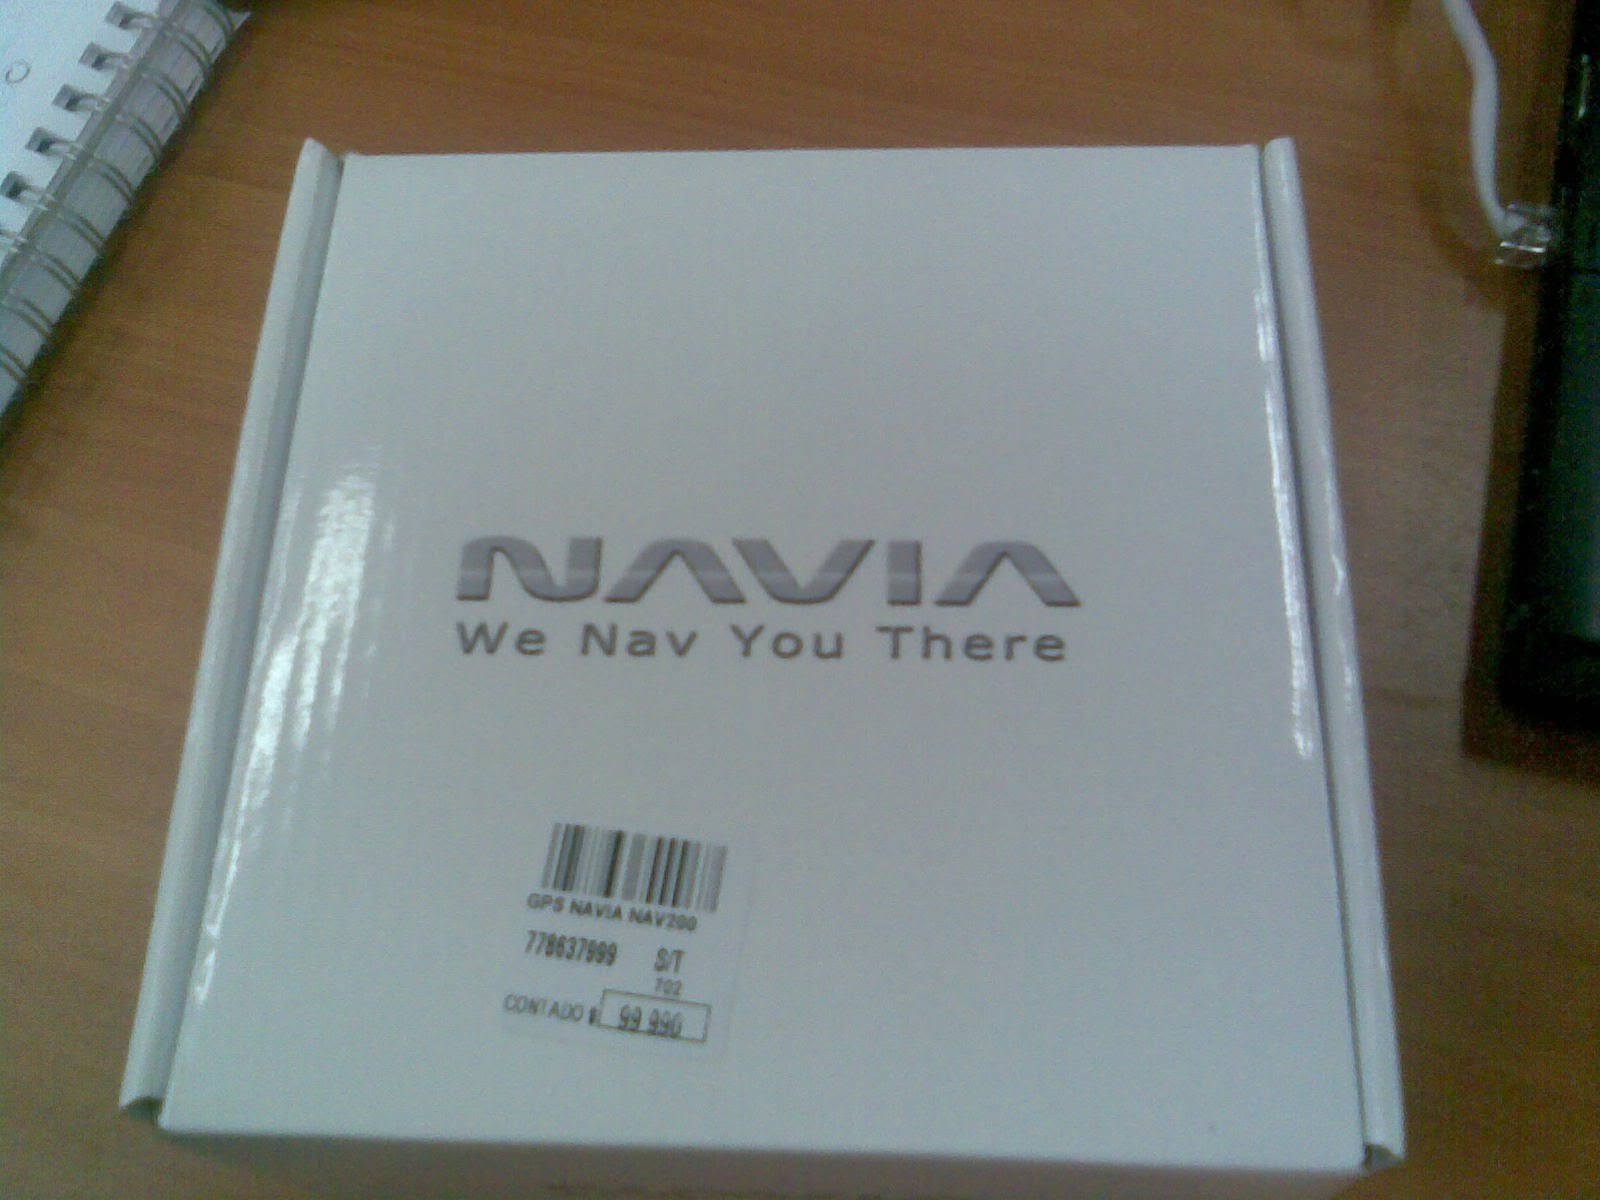 NAVIA
We Nav You There
GPS NAVIA NAV200
778637999 S/T
702
CONTADO $ 99.990